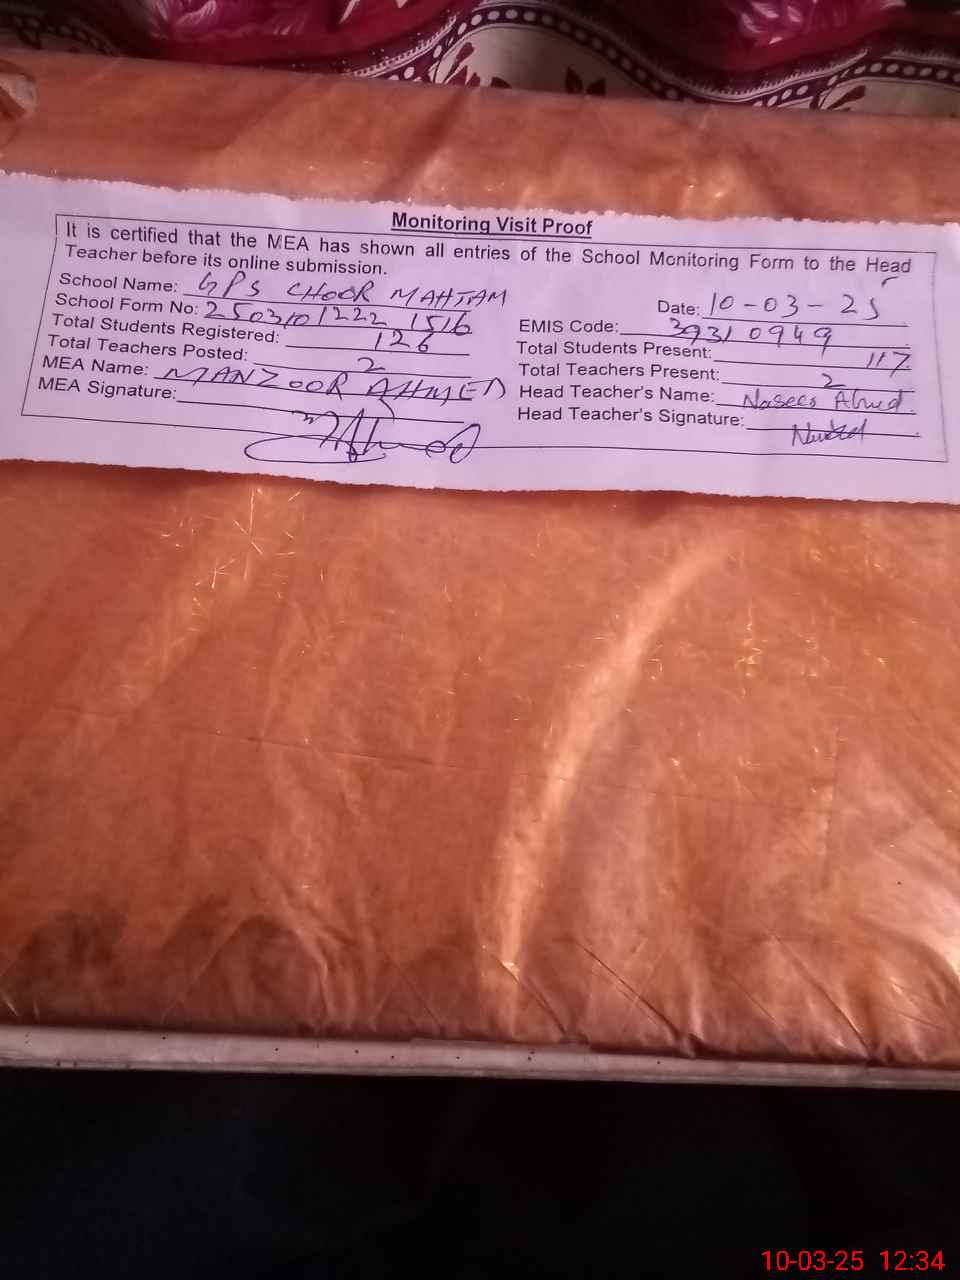 Monitoring Visit Proof
It is certified that the MEA has shown all entries of the School Monitoring Form to the Head
Teacher before its online submission.
School Name: GPS CHOOR MAHTAM
Date: 10-03-25
School Form No: 2503101222 1516
EMIS Code: 39310949
Total Students Registered: 126
Total Students Present: 117
Total Teachers Posted: 2
Total Teachers Present: 2
MEA Name: MANZOOR AHMED
Head Teacher's Name: Naseer Ahmed
MEA Signature:
Head Teacher's Signature:
10-03-25 12:34